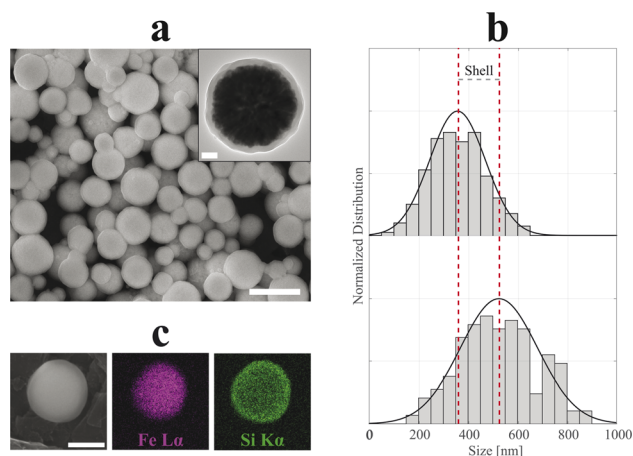 a
b
Shell
Normalized Distribution
c
Fe Lα
Si Kα
0 200 400 600 800 1000
Size [nm]